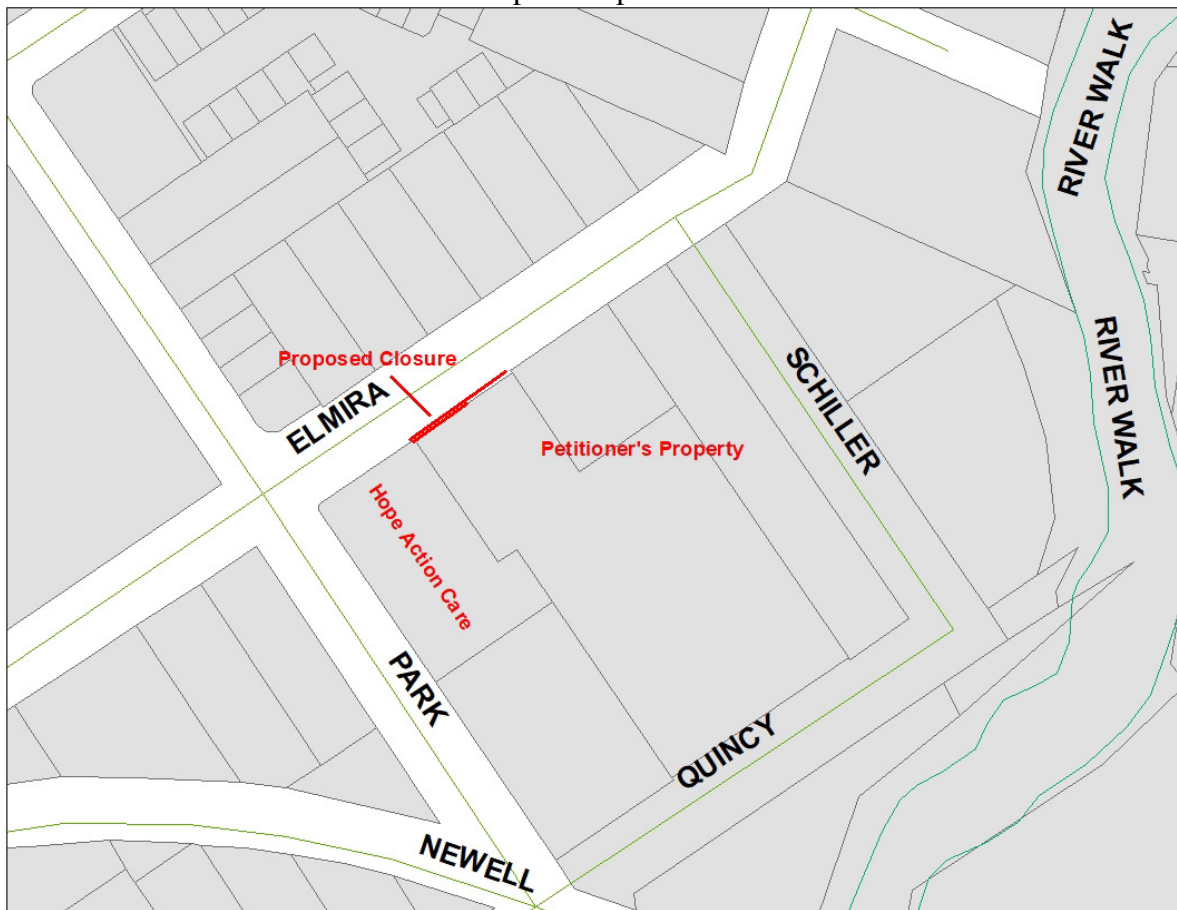 RIVER WALK
Proposed Closure
ELMIRA
SCHILLER
RIVER WALK
Petitioner's Property
Hope Action Care
PARK
QUINCY
NEWELL